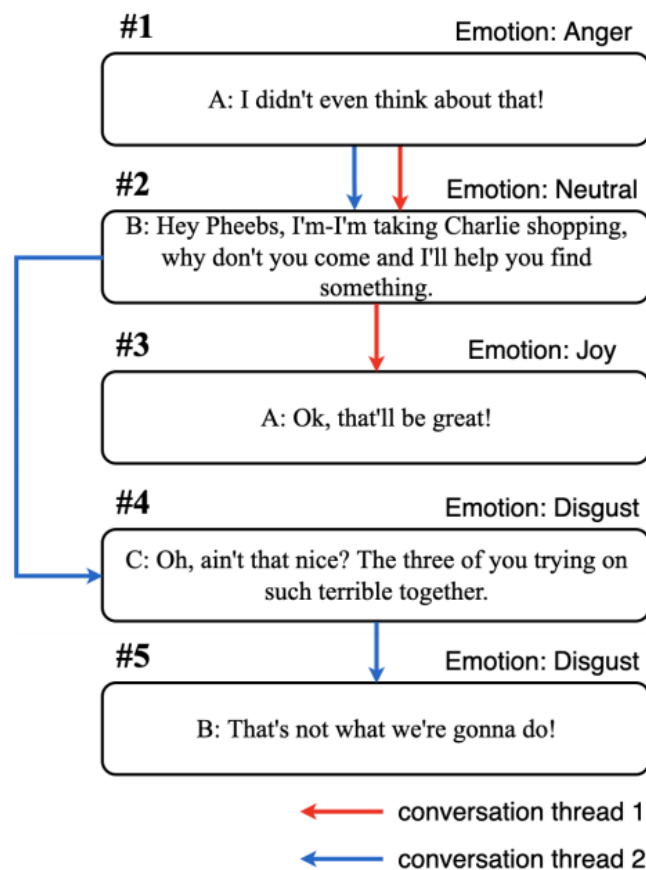 #1
Emotion: Anger
A: I didn't even think about that!
#2
Emotion: Neutral
B: Hey Pheebs, I'm-I'm taking Charlie shopping,
why don't you come and I'll help you find
something.
#3
Emotion: Joy
A: Ok, that'll be great!
#4
Emotion: Disgust
C: Oh, ain't that nice? The three of you trying on
such terrible together.
#5
Emotion: Disgust
B: That's not what we're gonna do!
conversation thread 1
conversation thread 2